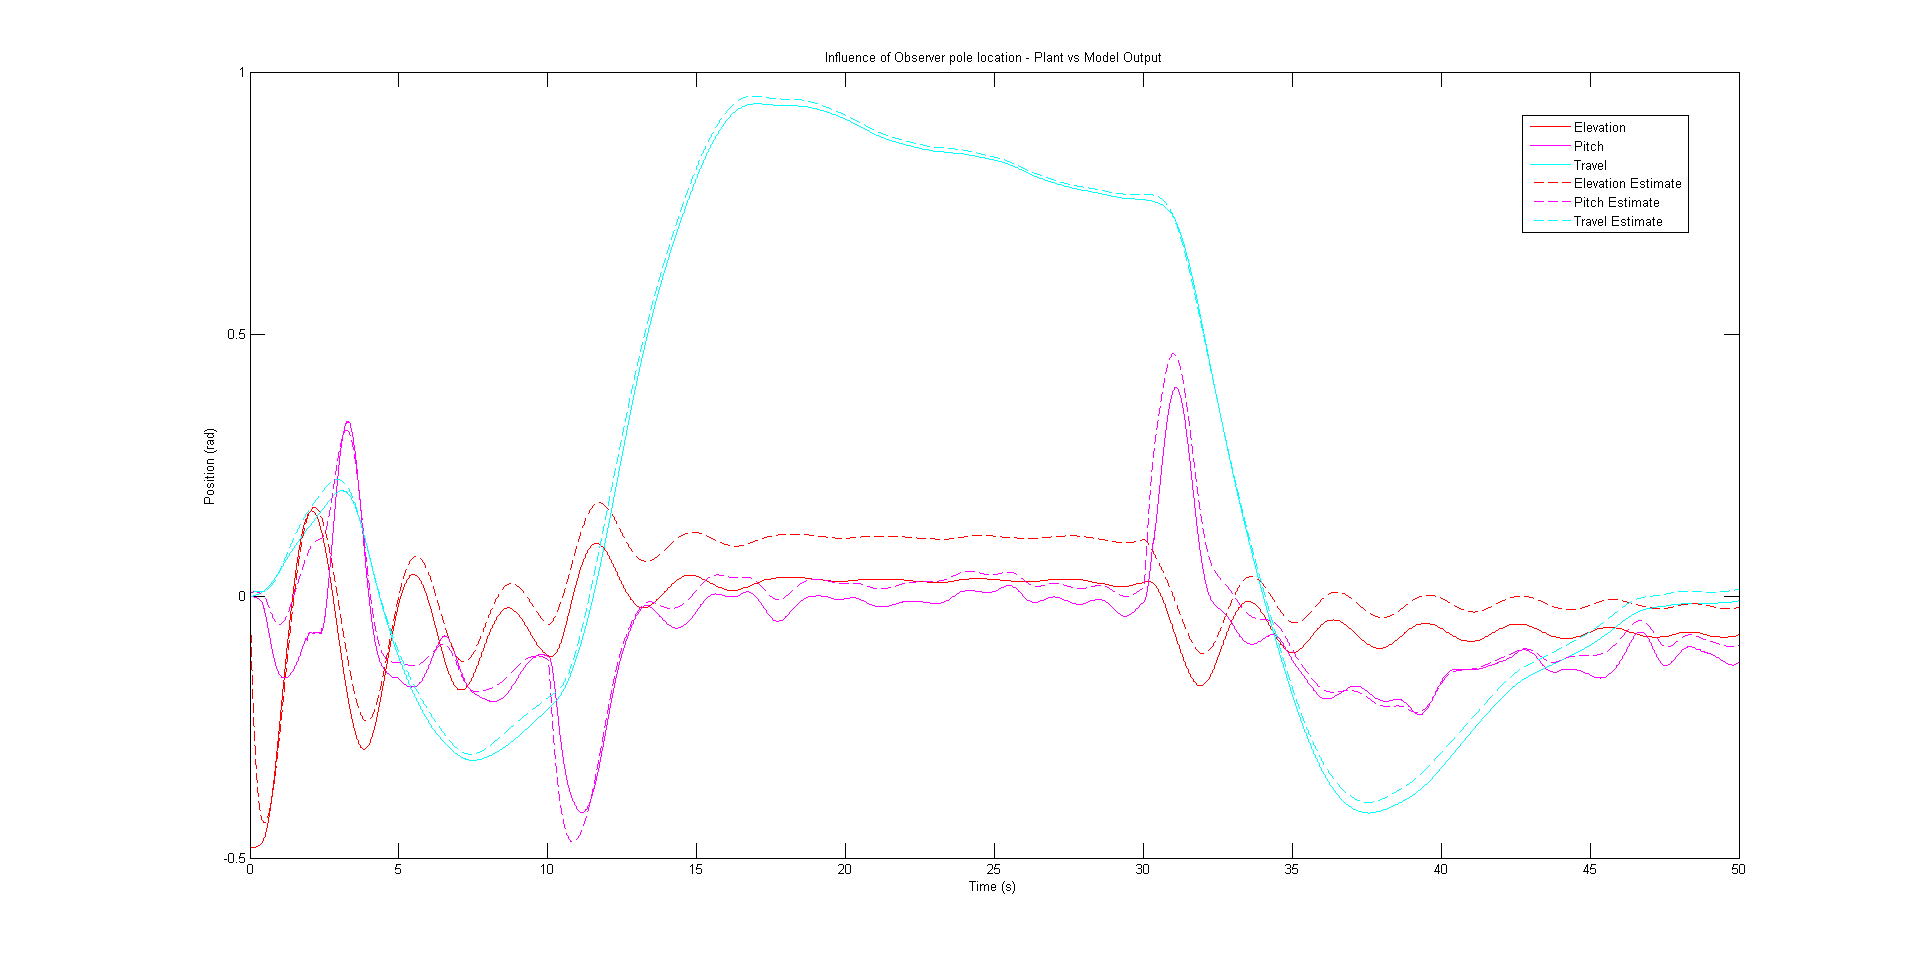 Influence of Observer pole location - Plant vs Model Output
1
0.5
0
-0.5
Position (rad)
Elevation
Pitch
Travel
Elevation Estimate
Pitch Estimate
Travel Estimate
0 5 10 15 20 25 30 35 40 45 50
Time (s)